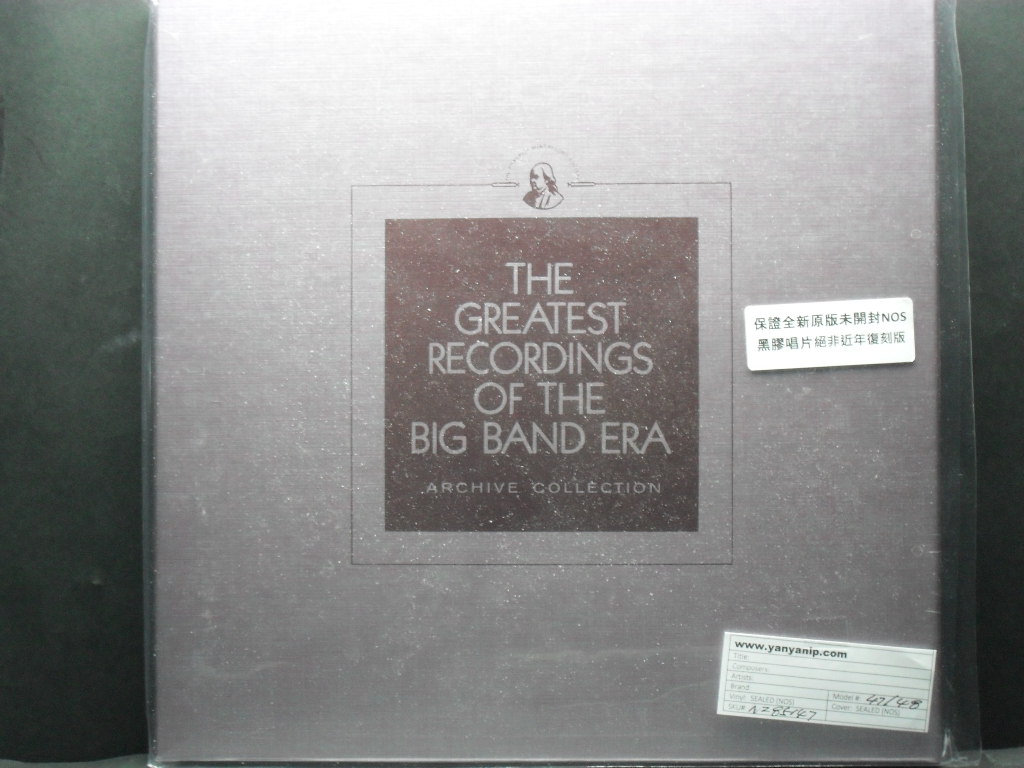 THE
GREATEST
RECORDINGS
OF THE
BIG BAND ERA
ARCHIVE COLLECTION
保證全新原版未開封NOS
黑膠唱片絕非近年復刻版
www.yanyanip.com
Title:
Composers:
Artists:
Brand:
Vinyl: SEALED [NOS] Model #: 47/48
SKU#: Cover: SEALED [NOS]